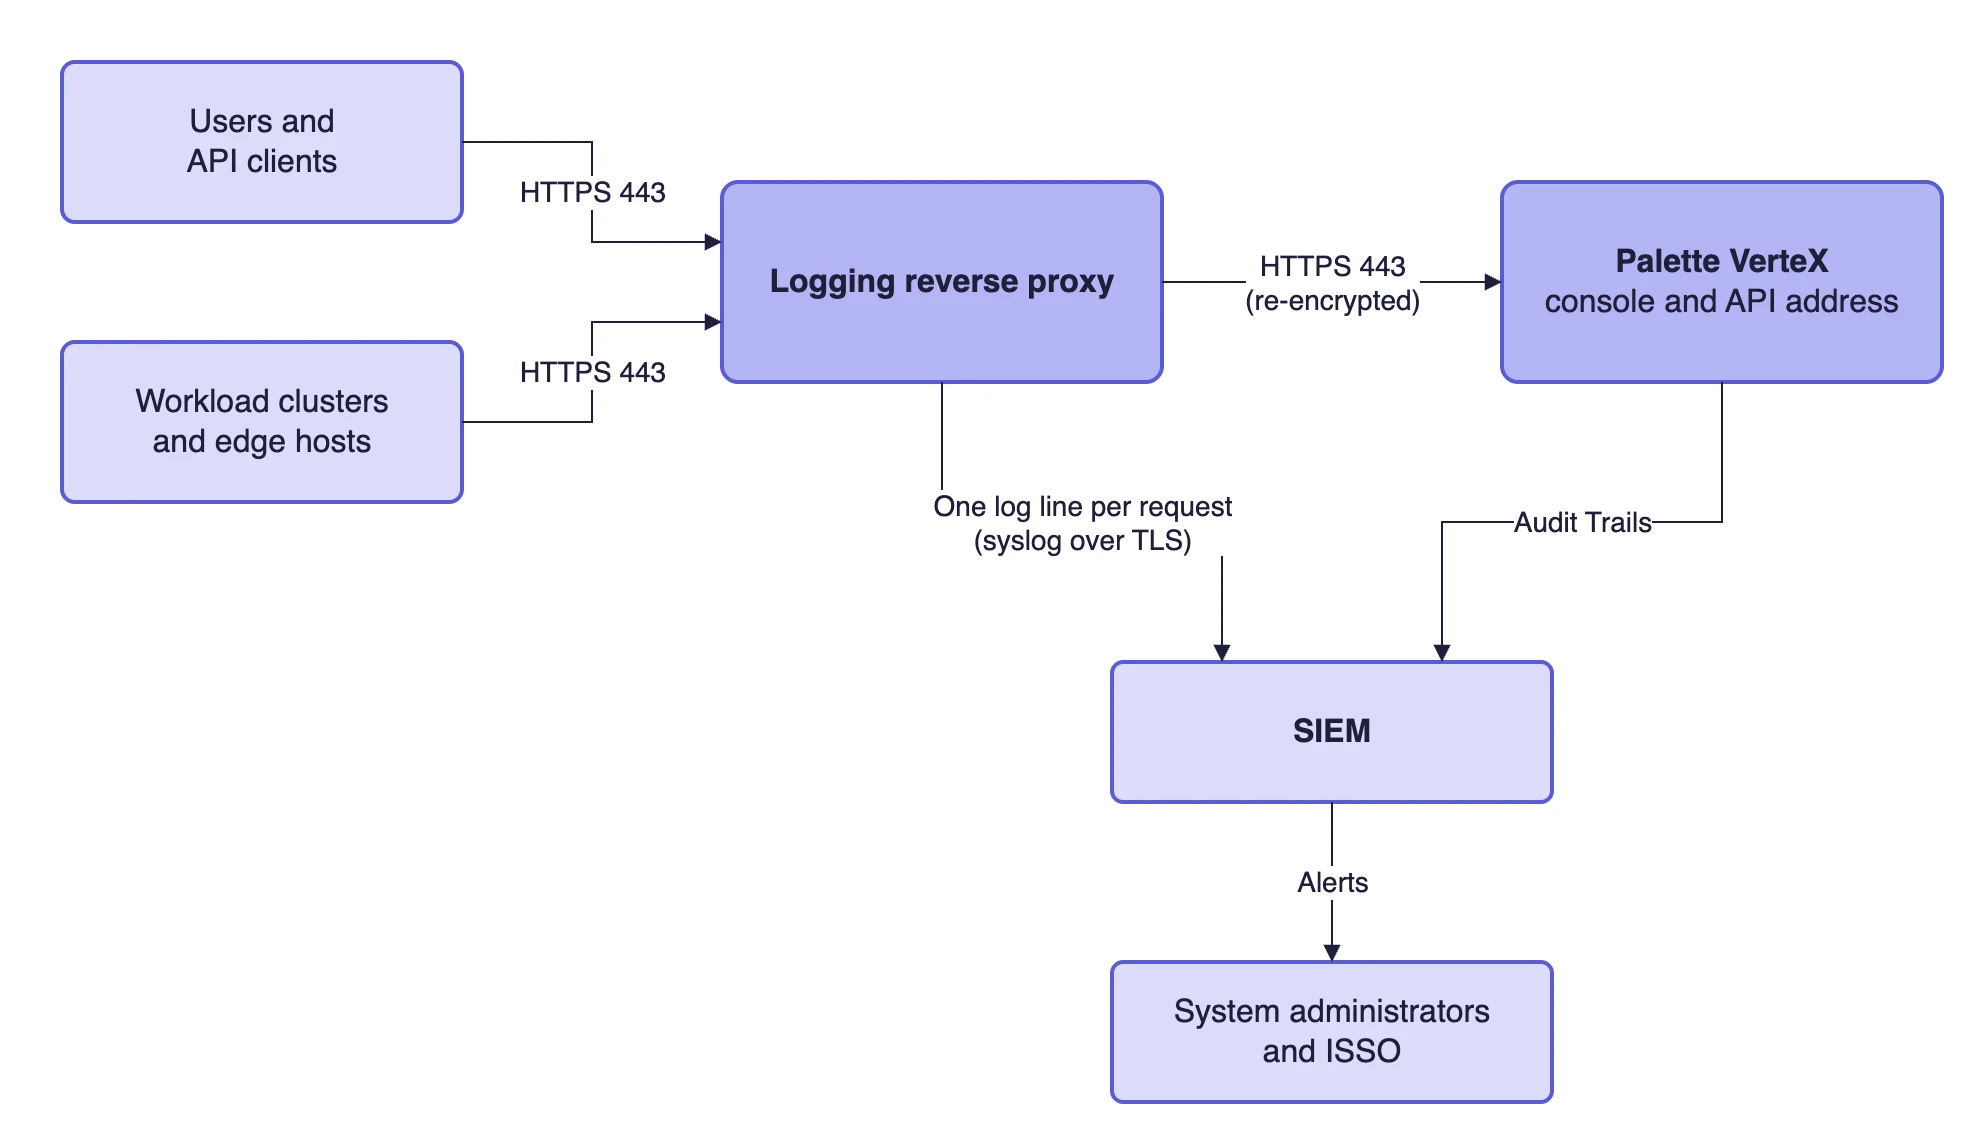 Users and
API clients
HTTPS 443
Workload clusters
and edge hosts
HTTPS 443
Logging reverse proxy
HTTPS 443
(re-encrypted)
Palette VerteX
console and API address
One log line per request
(syslog over TLS)
Audit Trails
SIEM
Alerts
System administrators
and ISSO